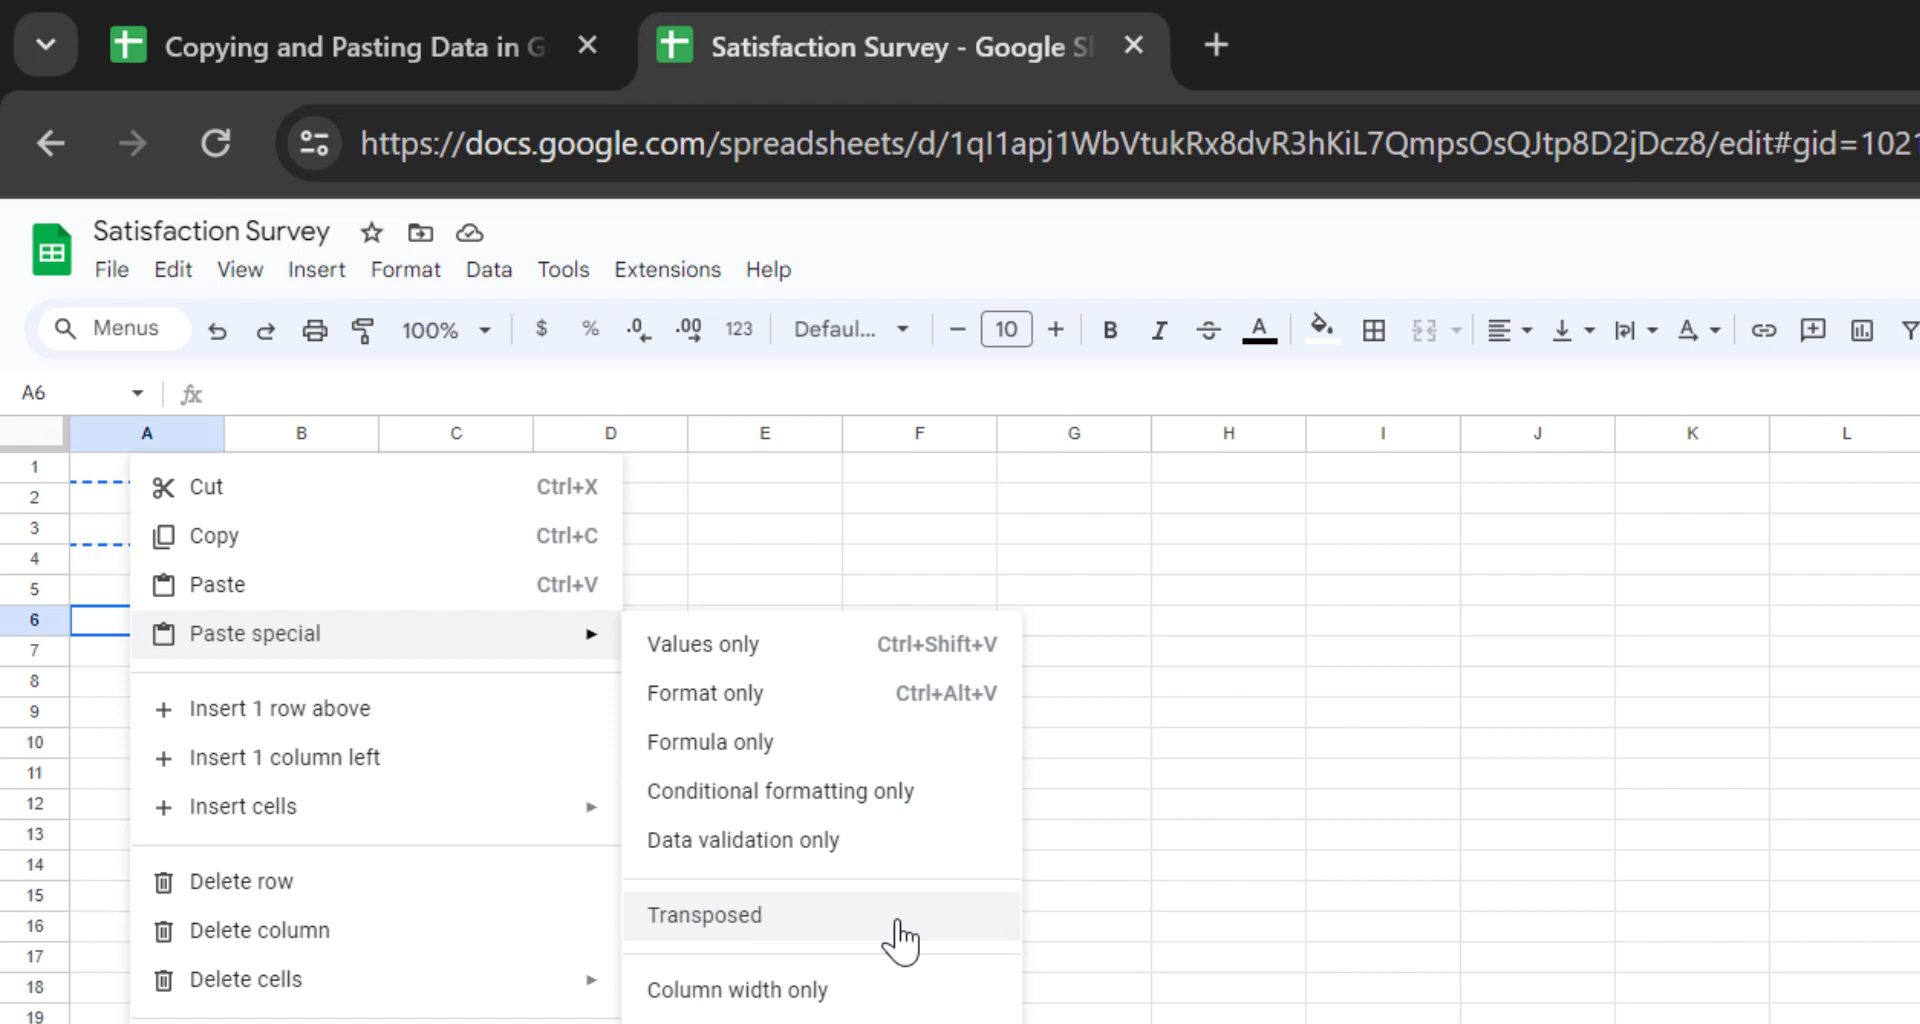 Copying and Pasting Data in G
Satisfaction Survey - Google Sl
https://docs.google.com/spreadsheets/d/1qI1apj1WbVtukRx8dvR3hKiL7QmpsOsQJtp8D2jDcz8/edit#gid=1021
Satisfaction Survey
File Edit View Insert Format Data Tools Extensions Help
Menus 100% $ % .0 .00 123 Defaul... 10 B I S A A
A6 fx
A B C D E F G H I J K L
1
2
3
4
5
6
7
8
9
10
11
12
13
14
15
16
17
18
19
Cut Ctrl+X
Copy Ctrl+C
Paste Ctrl+V
Paste special
Insert 1 row above
Insert 1 column left
Insert cells
Delete row
Delete column
Delete cells
Values only Ctrl+Shift+V
Format only Ctrl+Alt+V
Formula only
Conditional formatting only
Data validation only
Transposed
Column width only